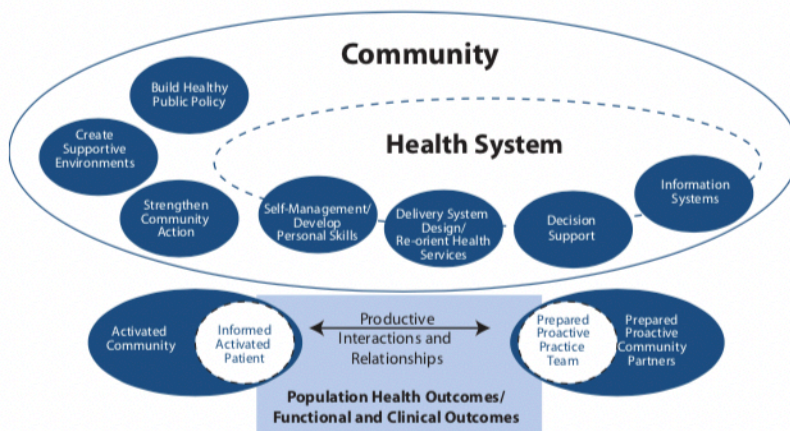 Community
Build Healthy
Public Policy
Create
Supportive
Environments
Strengthen
Community
Action
Health System
Self-Management/
Develop
Personal Skills
Delivery System
Design/
Re-orient Health
Services
Decision
Support
Information
Systems
Activated
Community
Informed
Activated
Patient
Productive
Interactions and
Relationships
Prepared
Proactive
Practice
Team
Prepared
Proactive
Community
Partners
Population Health Outcomes/
Functional and Clinical Outcomes